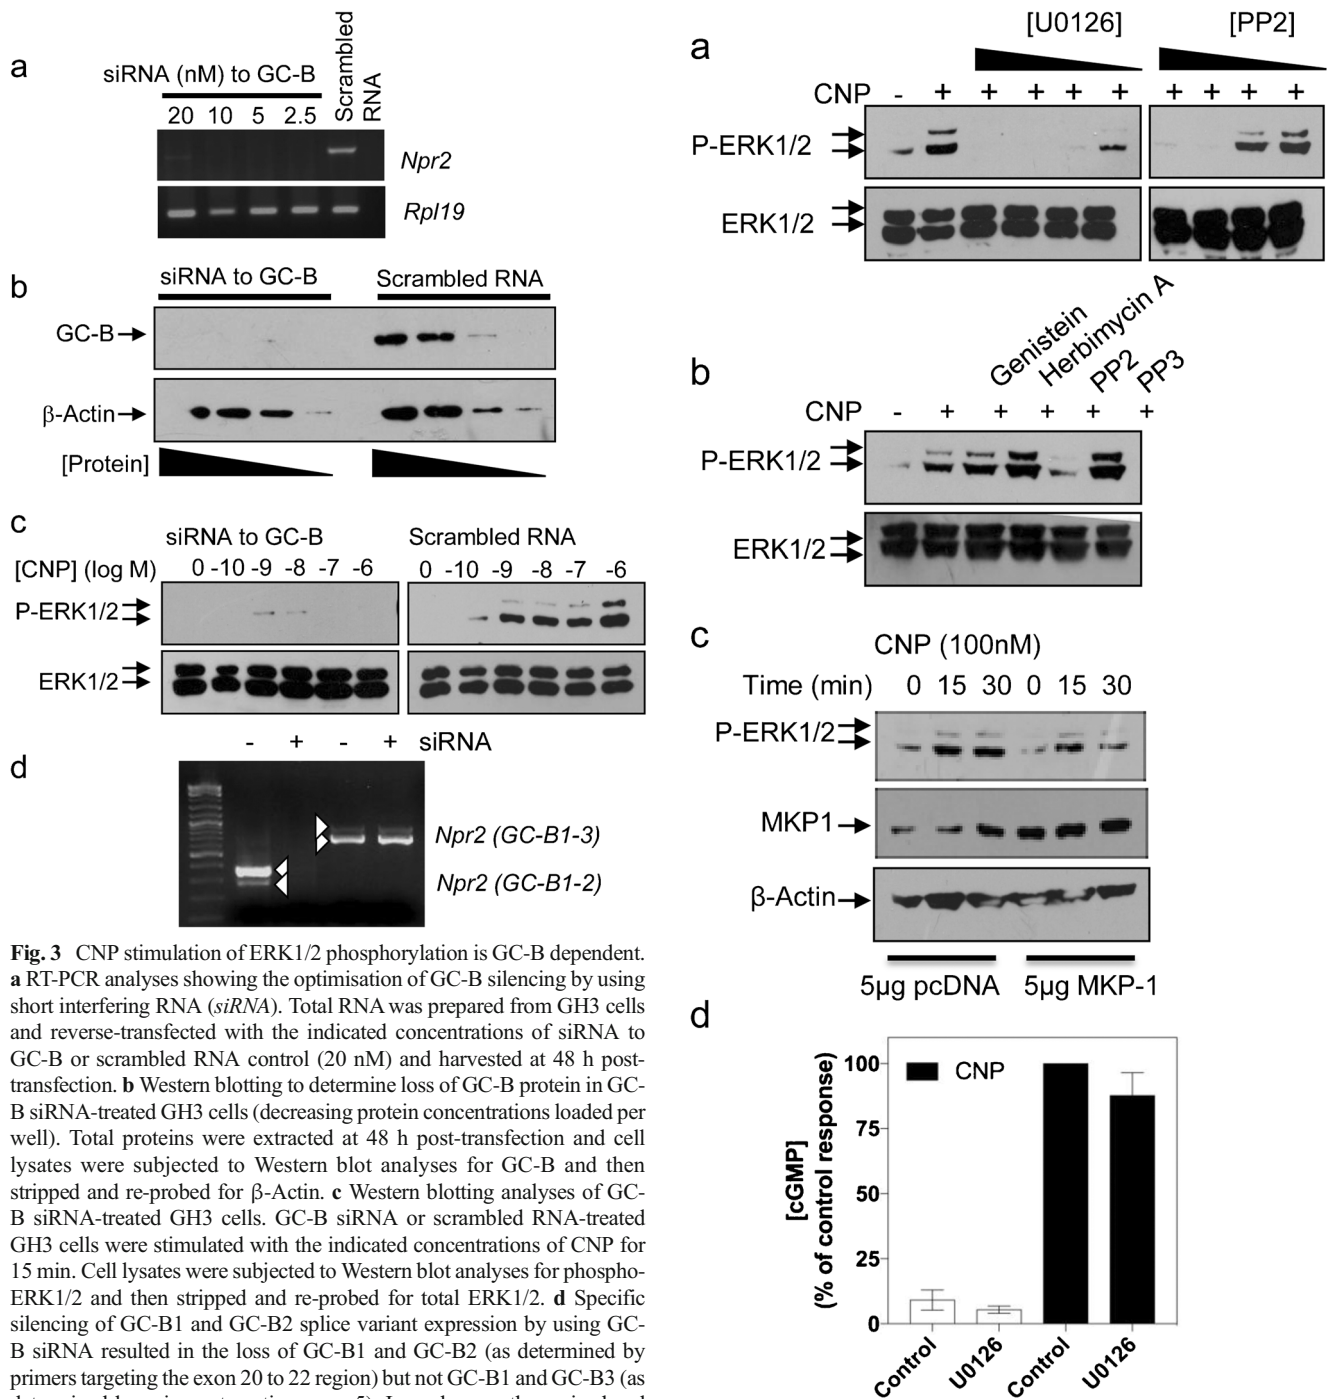 a
siRNA (nM) to GC-B
Scrambled
RNA
20 10 5 2.5
Npr2
Rpl19
b
siRNA to GC-B
Scrambled RNA
GC-B
β-Actin
[Protein]
c
siRNA to GC-B
Scrambled RNA
[CNP] (log M)
0 -10 -9 -8 -7 -6
0 -10 -9 -8 -7 -6
P-ERK1/2
ERK1/2
- + - + siRNA
d
Npr2 (GC-B1-3)
Npr2 (GC-B1-2)
Fig. 3 CNP stimulation of ERK1/2 phosphorylation is GC-B dependent.
a RT-PCR analyses showing the optimisation of GC-B silencing by using
short interfering RNA (siRNA). Total RNA was prepared from GH3 cells
and reverse-transfected with the indicated concentrations of siRNA to
GC-B or scrambled RNA control (20 nM) and harvested at 48 h post-
transfection. b Western blotting to determine loss of GC-B protein in GC-
B siRNA-treated GH3 cells (decreasing protein concentrations loaded per
well). Total proteins were extracted at 48 h post-transfection and cell
lysates were subjected to Western blot analyses for GC-B and then
stripped and re-probed for β-Actin. c Western blotting analyses of GC-
B siRNA-treated GH3 cells. GC-B siRNA or scrambled RNA-treated
GH3 cells were stimulated with the indicated concentrations of CNP for
15 min. Cell lysates were subjected to Western blot analyses for phospho-
ERK1/2 and then stripped and re-probed for total ERK1/2. d Specific
silencing of GC-B1 and GC-B2 splice variant expression by using GC-
B siRNA resulted in the loss of GC-B1 and GC-B2 (as determined by
primers targeting the exon 20 to 22 region) but not GC-B1 and GC-B3 (as
a
[U0126]
[PP2]
CNP - + + + + + + + + +
P-ERK1/2
ERK1/2
b
Genistein
Herbimycin A
PP2
PP3
CNP - + + + + +
P-ERK1/2
ERK1/2
c
CNP (100nM)
Time (min) 0 15 30 0 15 30
P-ERK1/2
MKP1
β-Actin
5µg pcDNA 5µg MKP-1
d
[cGMP]
(% of control response)
100
75
50
25
0
CNP
Control
U0126
Control
U0126